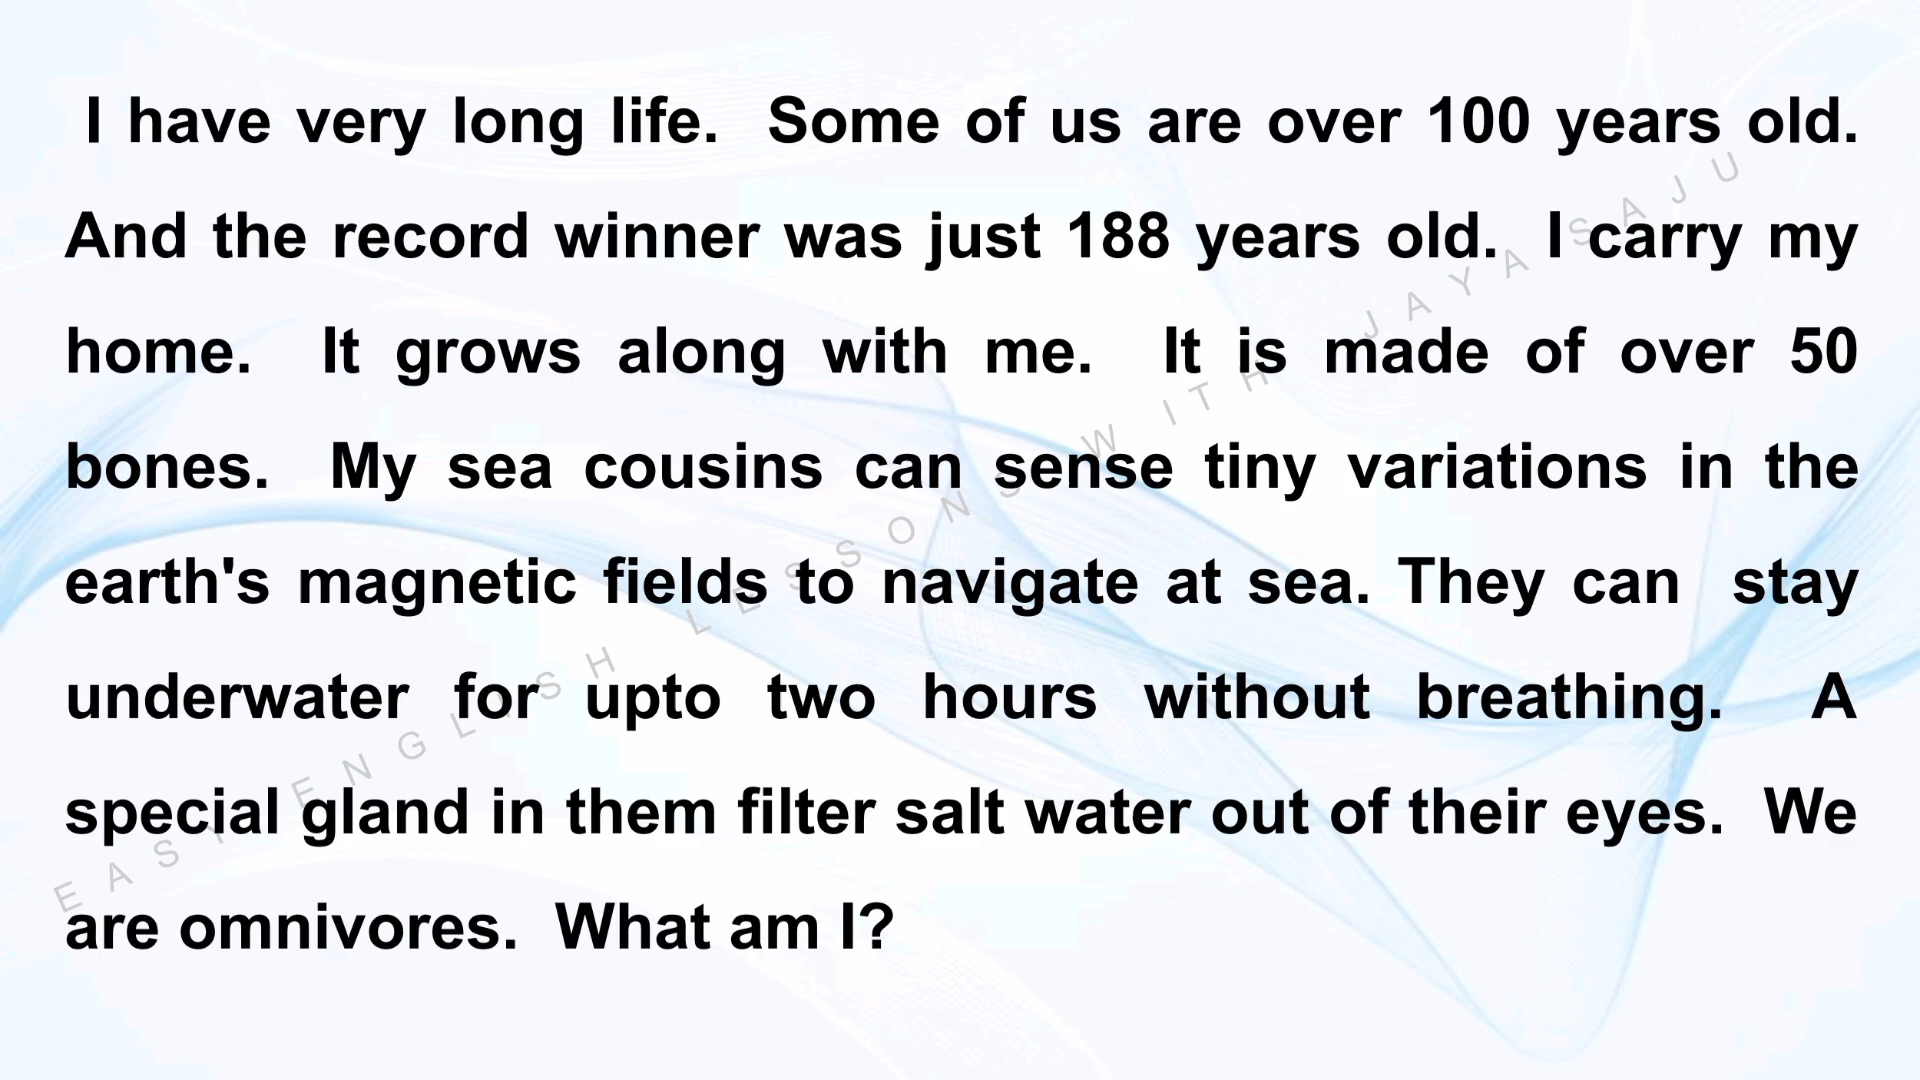 I have very long life. Some of us are over 100 years old.
And the record winner was just 188 years old. I carry my
home. It grows along with me. It is made of over 50
bones. My sea cousins can sense tiny variations in the
earth's magnetic fields to navigate at sea. They can stay
underwater for upto two hours without breathing. A
special gland in them filter salt water out of their eyes. We
are omnivores. What am I?
EASY ENGLISH LESSONS WITH JAYA SAJU